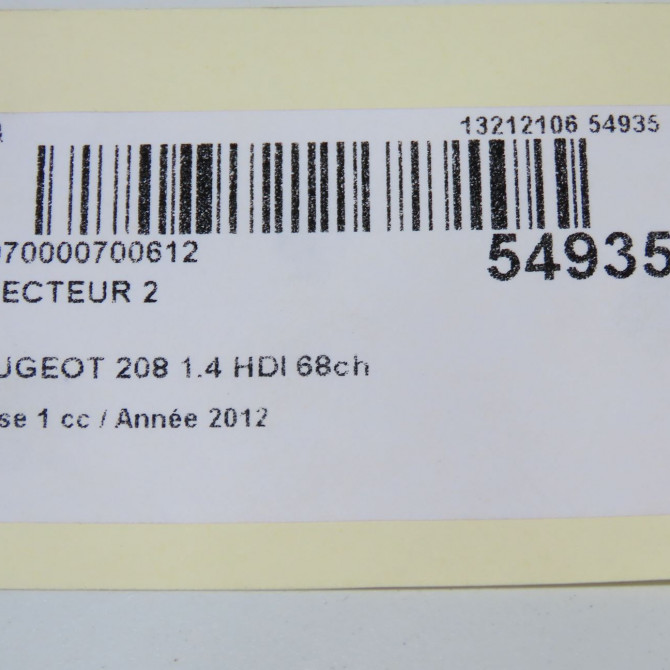 13212106 54935
070000700612
54935
ECTEUR 2
UGEOT 208 1.4 HDI 68ch
se 1 cc / Année 2012